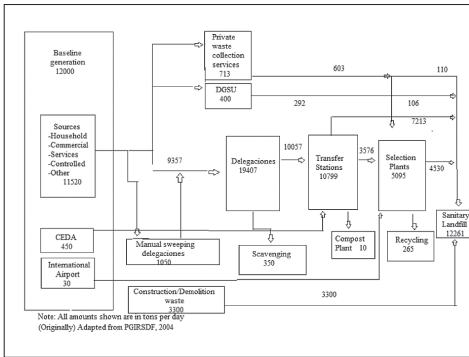 Baseline
generation
12000
Sources
-Household
-Commercial
-Services
-Controlled
-Other
11520
CEDA
450
International
Airport
30
Private
waste
collection
services
713
DGSU
400
603
110
292
106
7213
9357
Delegaciones
19407
10057
Transfer
Stations
10799
3576
Selection
Plants
5095
4530
Sanitary
Landfill
12261
Manual sweeping
delegaciones
1050
Scavenging
350
Compost
Plant 10
Recycling
265
Construction/Demolition
waste
3300
3300
Note: All amounts shown are in tons per day
(Originally) Adapted from PGIRSDF, 2004